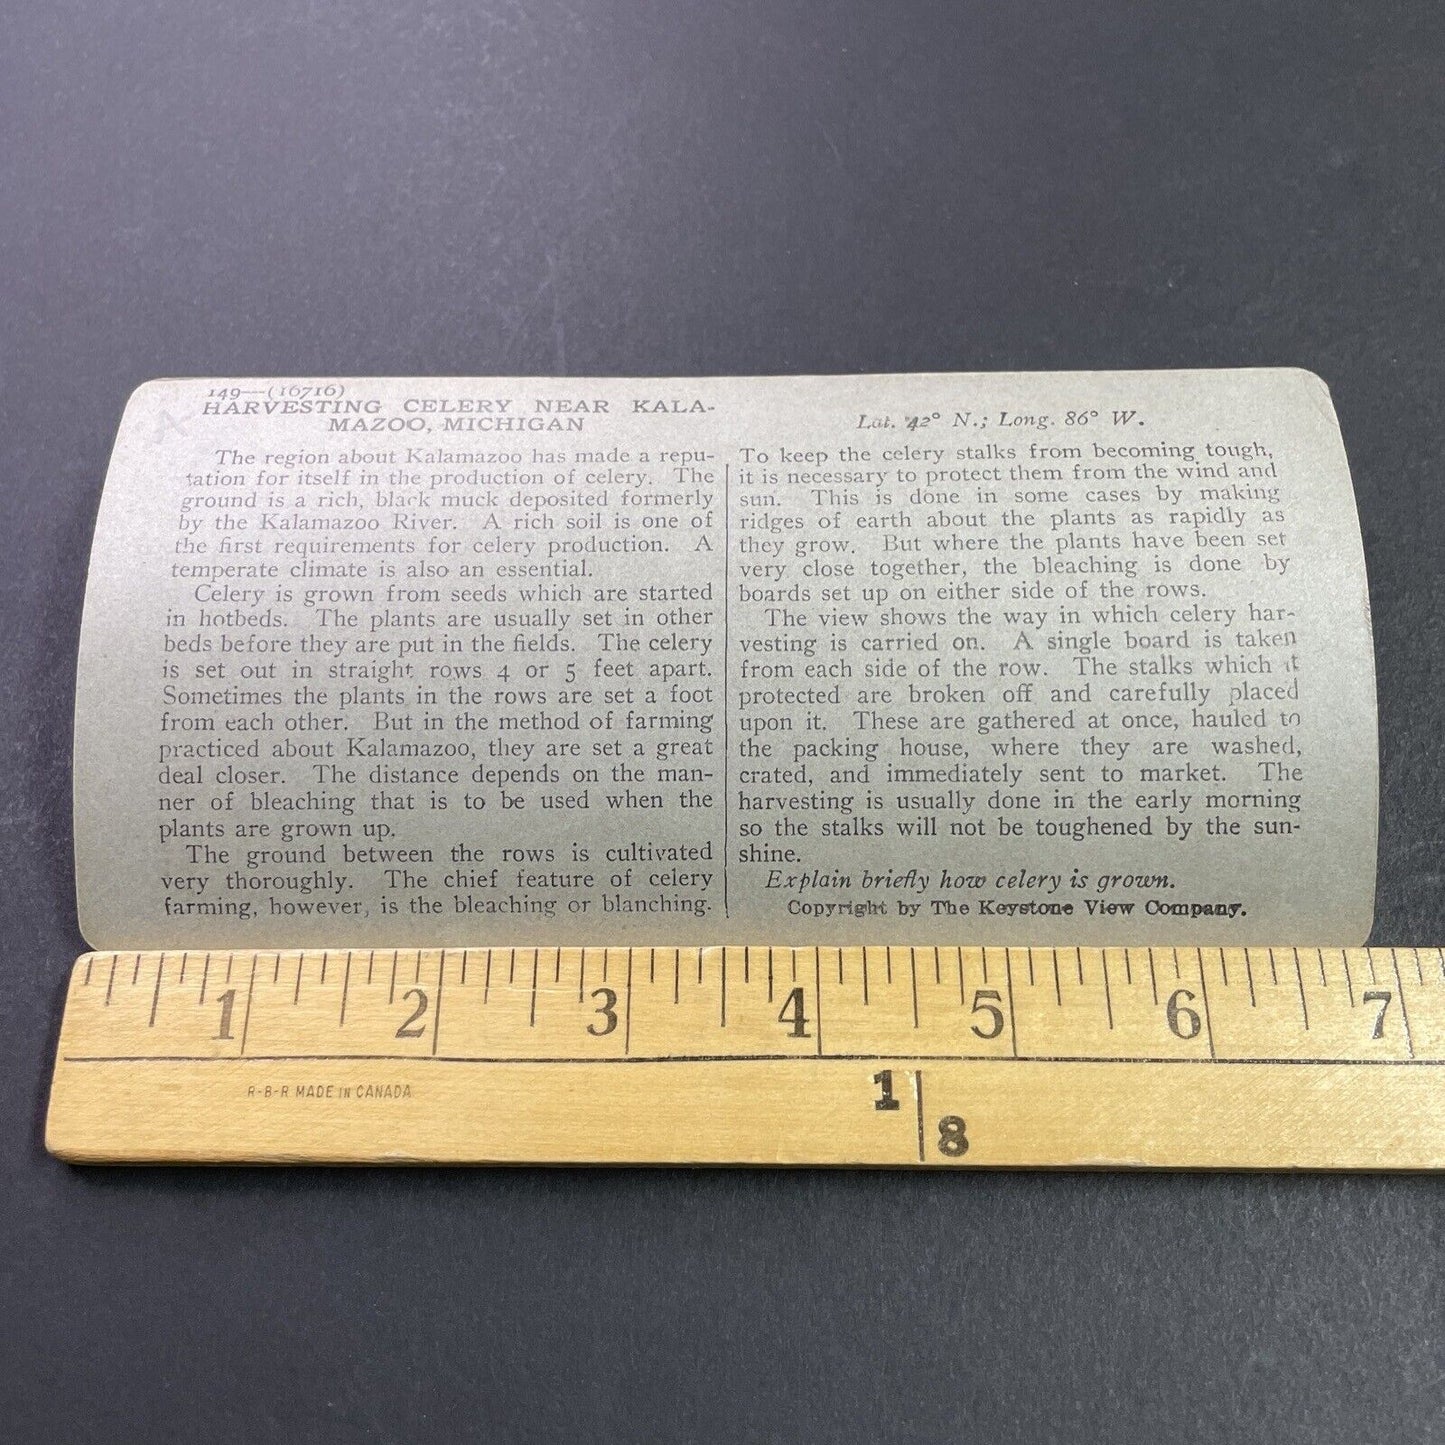 149—(16716)
HARVESTING CELERY NEAR KALA-
MAZOO, MICHIGAN
The region about Kalamazoo has made a repu-
tation for itself in the production of celery. The
ground is a rich, black muck deposited formerly
by the Kalamazoo River. A rich soil is one of
the first requirements for celery production. A
temperate climate is also an essential.
Celery is grown from seeds which are started
in hotbeds. The plants are usually set in other
beds before they are put in the fields. The celery
is set out in straight rows 4 or 5 feet apart.
Sometimes the plants in the rows are set a foot
from each other. But in the method of farming
practiced about Kalamazoo, they are set a great
deal closer. The distance depends on the man-
ner of bleaching that is to be used when the
plants are grown up.
The ground between the rows is cultivated
very thoroughly. The chief feature of celery
farming, however, is the bleaching or blanching.
Lat. 42° N.; Long. 86° W.
To keep the celery stalks from becoming tough,
it is necessary to protect them from the wind and
sun. This is done in some cases by making
ridges of earth about the plants as rapidly as
they grow. But where the plants have been set
very close together, the bleaching is done by
boards set up on either side of the rows.
The view shows the way in which celery har-
vesting is carried on. A single board is taken
from each side of the row. The stalks which it
protected are broken off and carefully placed
upon it. These are gathered at once, hauled to
the packing house, where they are washed,
crated, and immediately sent to market. The
harvesting is usually done in the early morning
so the stalks will not be toughened by the sun-
shine.
Explain briefly how celery is grown.
Copyright by The Keystone View Company.
1 2 3 4 5 6 7
R-B-R MADE IN CANADA
1
8